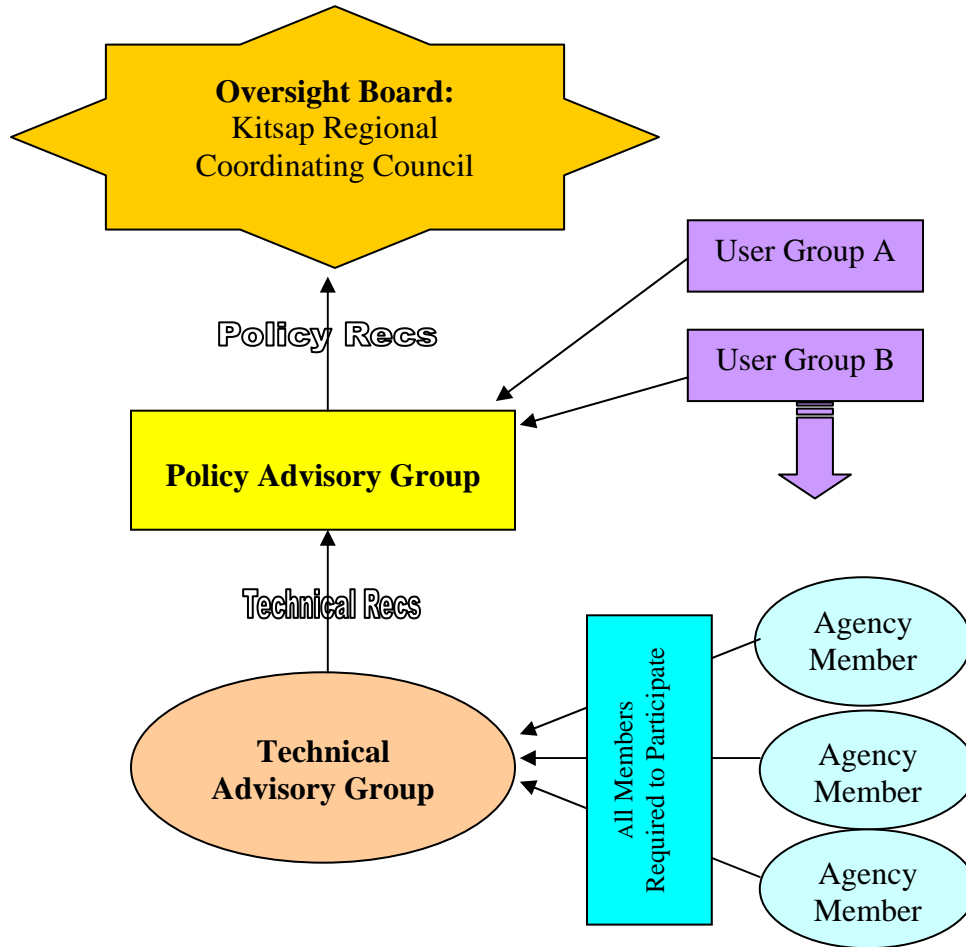 Oversight Board:
Kitsap Regional
Coordinating Council
User Group A
Policy Recs
User Group B
Policy Advisory Group
Technical Recs
Agency
Member
All Members
Required to Participate
Technical
Advisory Group
Agency
Member
Agency
Member